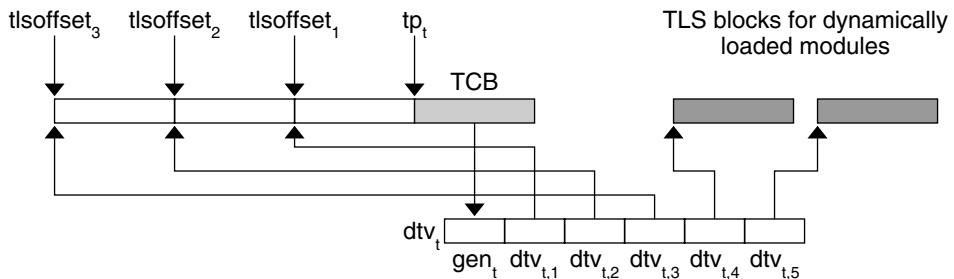 tlsoffset₃ tlsoffset₂ tlsoffset₁ tpₜ TLS blocks for dynamically
loaded modules
TCB
dtvₜ
genₜ dtvₜ,₁ dtvₜ,₂ dtvₜ,₃ dtvₜ,₄ dtvₜ,₅